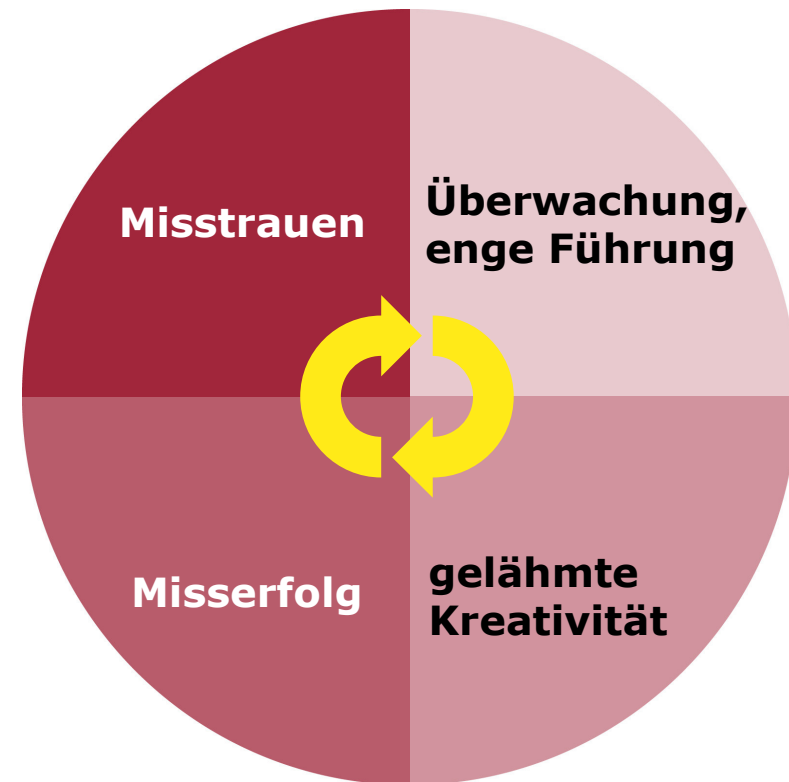 Misstrauen
Überwachung,
enge Führung
Misserfolg
gelähmte
Kreativität